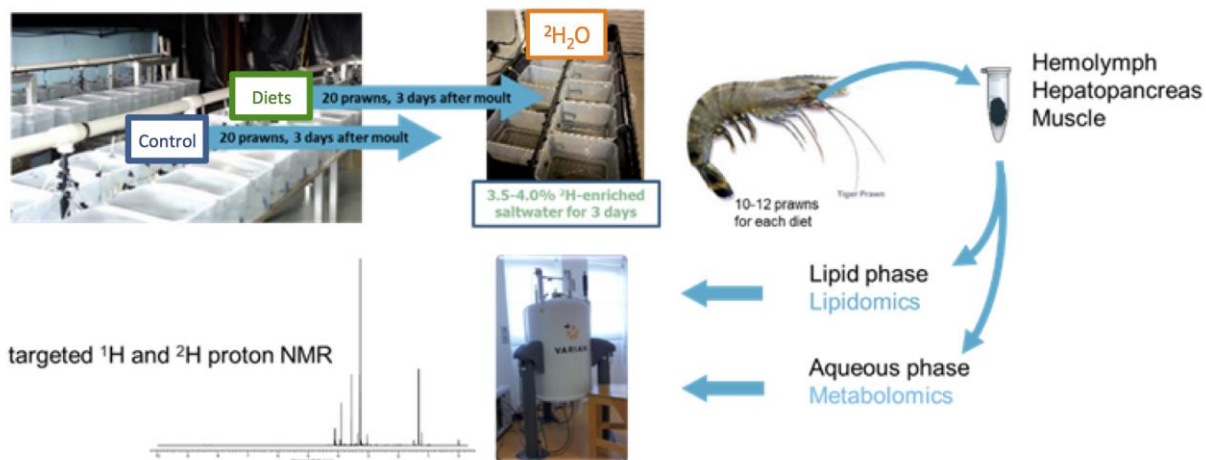 ²H₂O
Diets
20 prawns, 3 days after moult
Control
20 prawns, 3 days after moult
3.5-4.0% ²H-enriched
saltwater for 3 days
Tiger Prawn
10-12 prawns
for each diet
Hemolymph
Hepatopancreas
Muscle
Lipid phase
Lipidomics
Aqueous phase
Metabolomics
VARIAN
targeted ¹H and ²H proton NMR